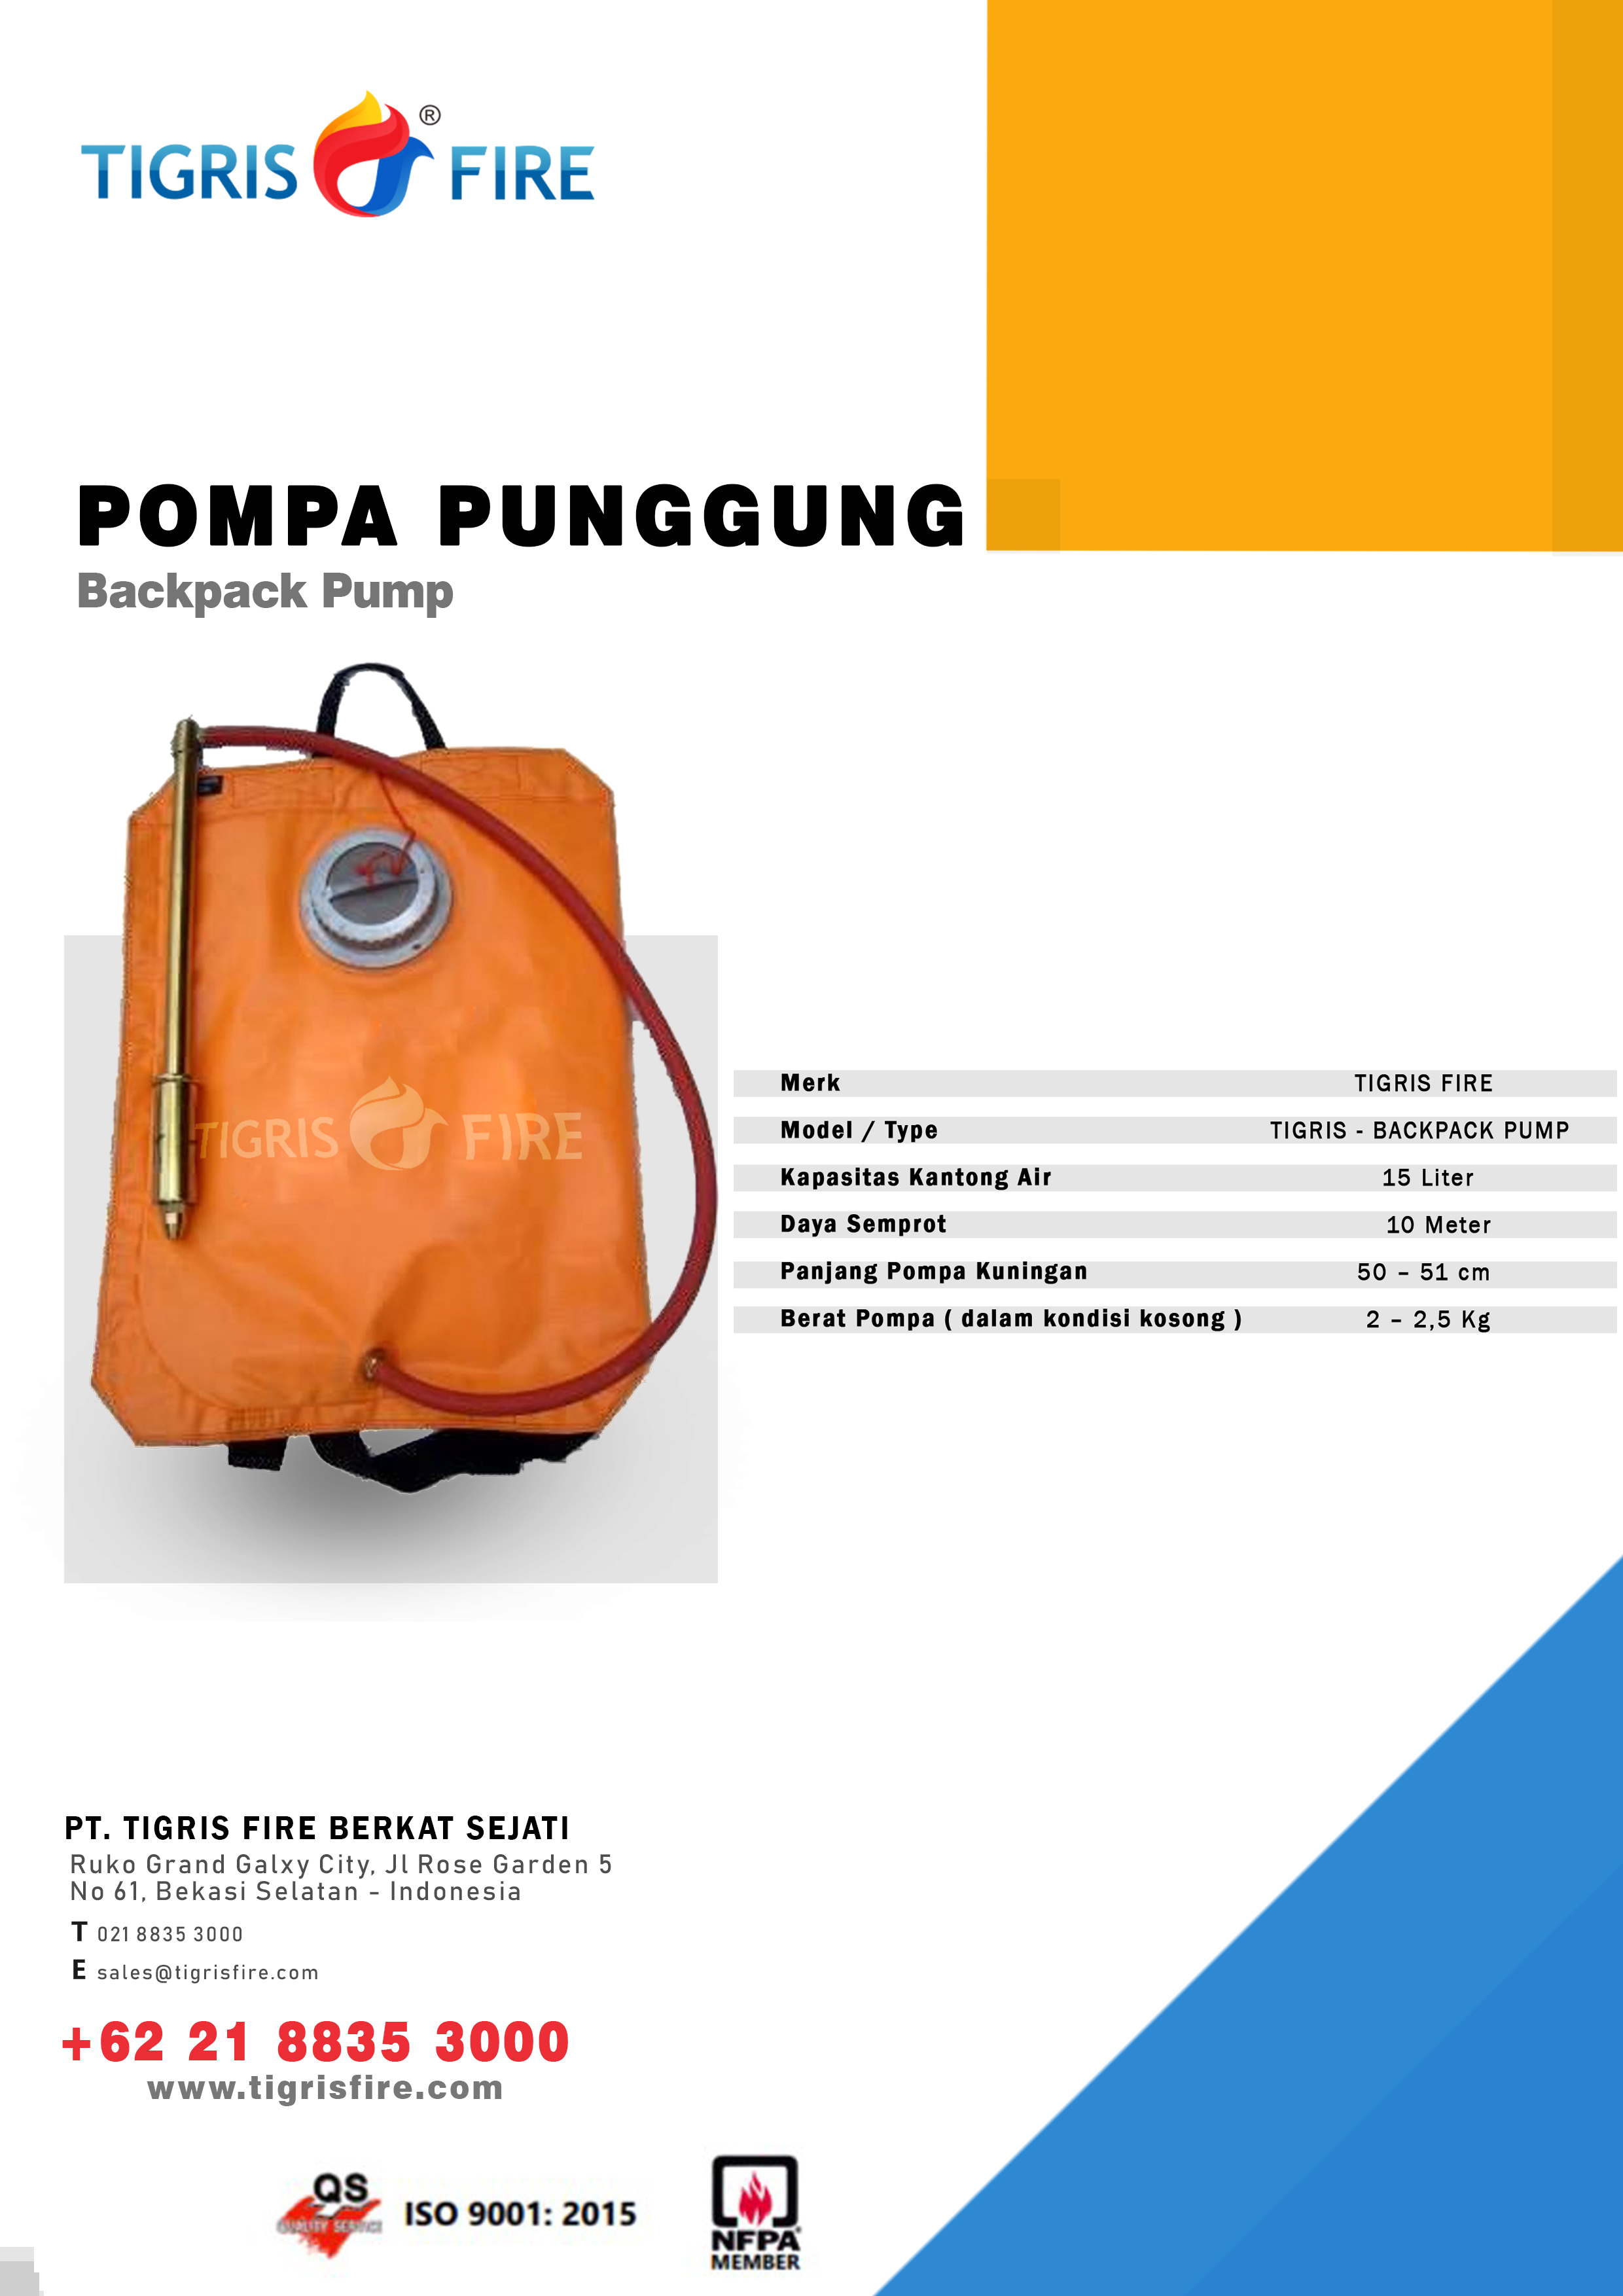 TIGRIS FIRE ®
POMPA PUNGGUNG
Backpack Pump
TIGRIS FIRE
Merk TIGRIS FIRE
Model / Type TIGRIS - BACKPACK PUMP
Kapasitas Kantong Air 15 Liter
Daya Semprot 10 Meter
Panjang Pompa Kuningan 50 – 51 cm
Berat Pompa ( dalam kondisi kosong ) 2 – 2,5 Kg
PT. TIGRIS FIRE BERKAT SEJATI
Ruko Grand Galxy City, Jl Rose Garden 5
No 61, Bekasi Selatan - Indonesia
T 021 8835 3000
E sales@tigrisfire.com
+62 21 8835 3000
www.tigrisfire.com
QS
QUALITY SERVICE
ISO 9001: 2015
NFPA®
MEMBER